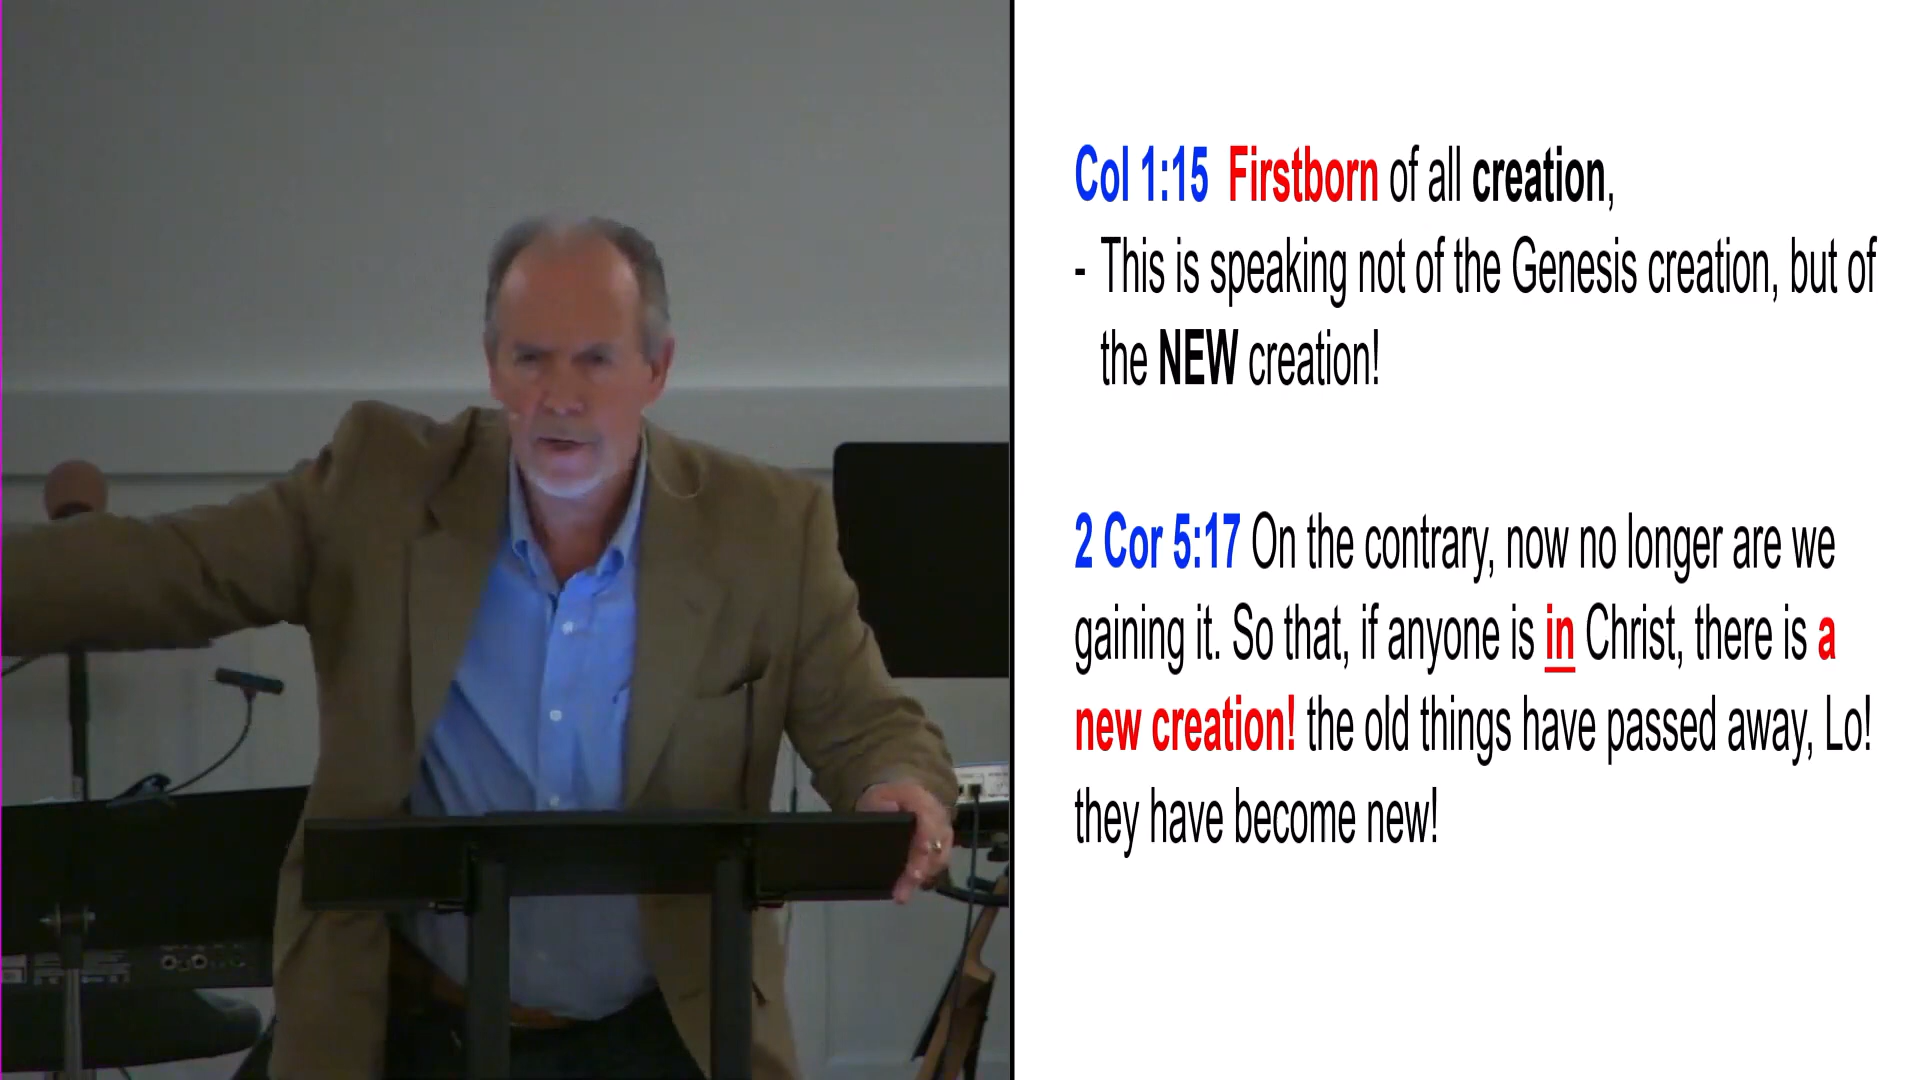 Col 1:15 Firstborn of all creation,
- This is speaking not of the Genesis creation, but of
the NEW creation!
2 Cor 5:17 On the contrary, now no longer are we
gaining it. So that, if anyone is in Christ, there is a
new creation! the old things have passed away, Lo!
they have become new!